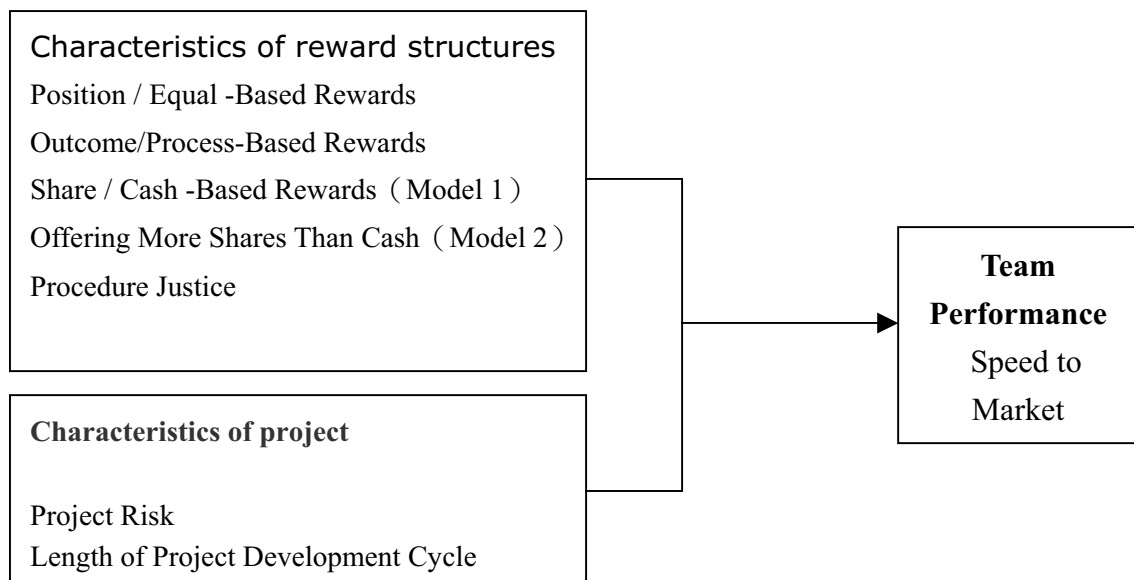 Characteristics of reward structures
Position / Equal -Based Rewards
Outcome/Process-Based Rewards
Share / Cash -Based Rewards（Model 1）
Offering More Shares Than Cash（Model 2）
Procedure Justice
Characteristics of project
Project Risk
Length of Project Development Cycle
Team
Performance
Speed to
Market